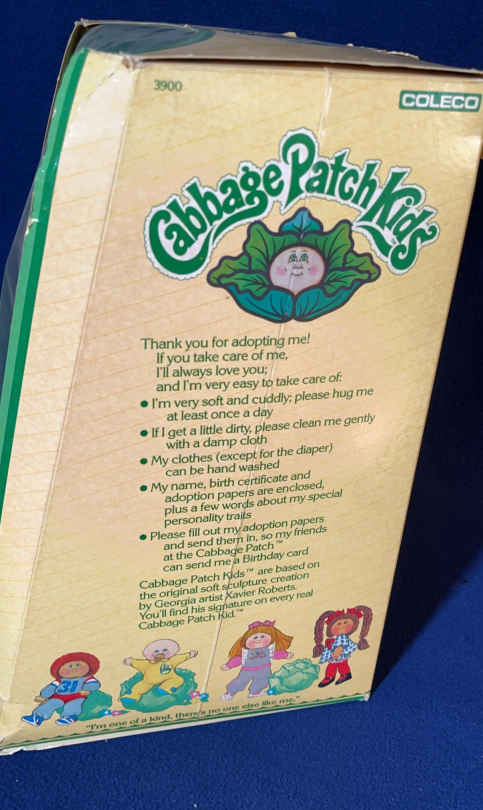 3900
COLECO
Cabbage Patch Kids
Thank you for adopting me!
If you take care of me,
I'll always love you;
and I'm very easy to take care of:
• I'm very soft and cuddly; please hug me
at least once a day
• If I get a little dirty, please clean me gently
with a damp cloth
• My clothes (except for the diaper)
can be hand washed
• My name, birth certificate and
adoption papers are enclosed,
plus a few words about my special
personality traits
• Please fill out my adoption papers
and send them in, so my friends
at the Cabbage Patch™
can send me a Birthday card
Cabbage Patch Kids™ are based on
the original soft sculpture creation
by Georgia artist Xavier Roberts.
You'll find his signature on every real
Cabbage Patch Kid.™
31
"I'm one of a kind, there's no one else like me."